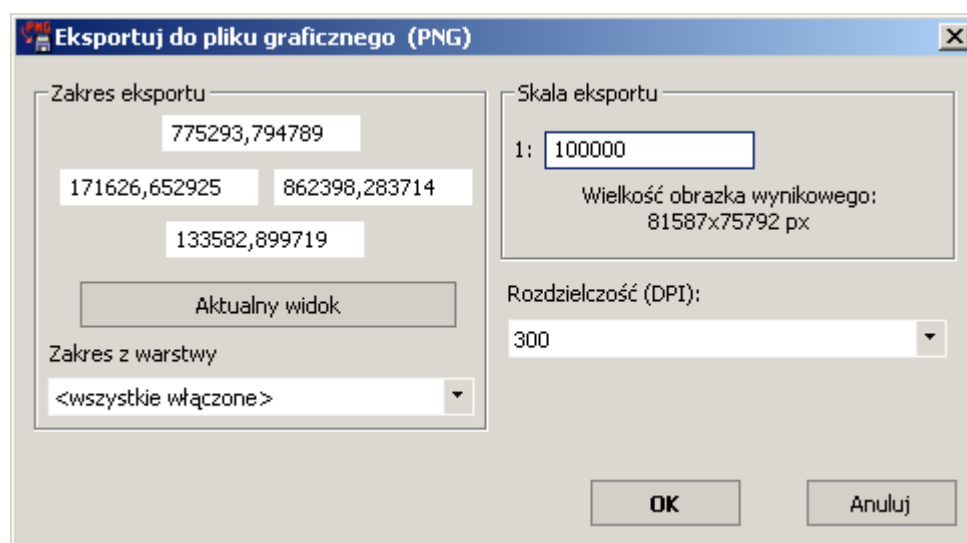 Eksportuj do pliku graficznego (PNG)
Zakres eksportu
775293,794789
171626,652925
862398,283714
133582,899719
Aktualny widok
Zakres z warstwy
<wszystkie włączone>
Skala eksportu
1: 100000
Wielkość obrazka wynikowego:
81587x75792 px
Rozdzielczość (DPI):
300
OK
Anuluj